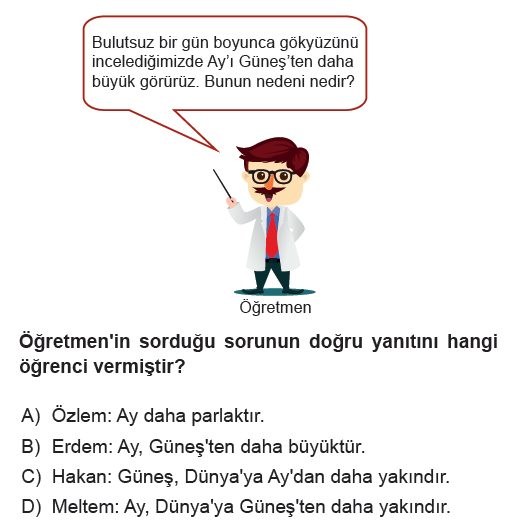 Bulutsuz bir gün boyunca gökyüzünü
incelediğimizde Ay’ı Güneş’ten daha
büyük görürüz. Bunun nedeni nedir?
Öğretmen
Öğretmen'in sorduğu sorunun doğru yanıtını hangi
öğrenci vermiştir?
A) Özlem: Ay daha parlaktır.
B) Erdem: Ay, Güneş'ten daha büyüktür.
C) Hakan: Güneş, Dünya'ya Ay'dan daha yakındır.
D) Meltem: Ay, Dünya'ya Güneş'ten daha yakındır.